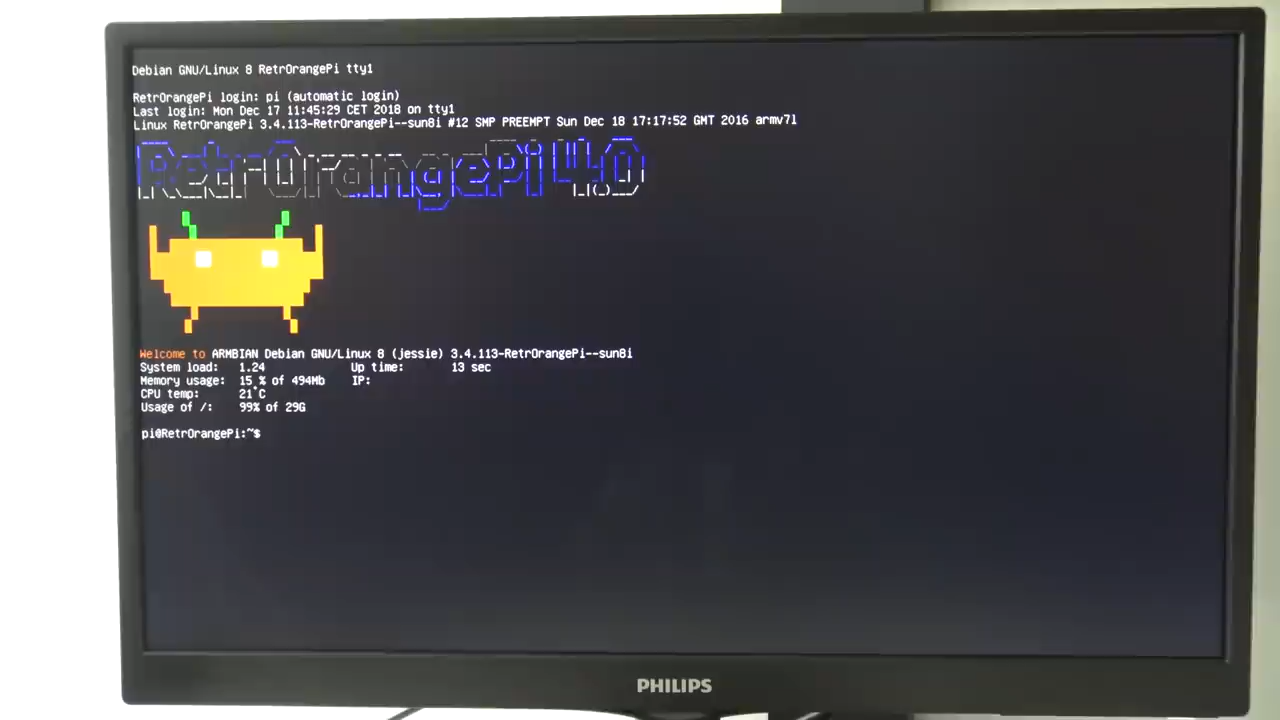 Debian GNU/Linux 8 RetrOrangePi tty1
RetrOrangePi login: pi (automatic login)
Last login: Mon Dec 17 11:45:29 CET 2018 on tty1
Linux RetrOrangePi 3.4.113-RetrOrangePi--sun8i #12 SMP PREEMPT Sun Dec 18 17:17:52 GMT 2016 armv7l
RetrOrangePi 4.0
Welcome to ARMBIAN Debian GNU/Linux 8 (jessie) 3.4.113-RetrOrangePi--sun8i
System load: 1.24 Up time: 13 sec
Memory usage: 15 % of 494Mb IP:
CPU temp: 21°C
Usage of /: 99% of 29G
pi@RetrOrangePi:~$
PHILIPS